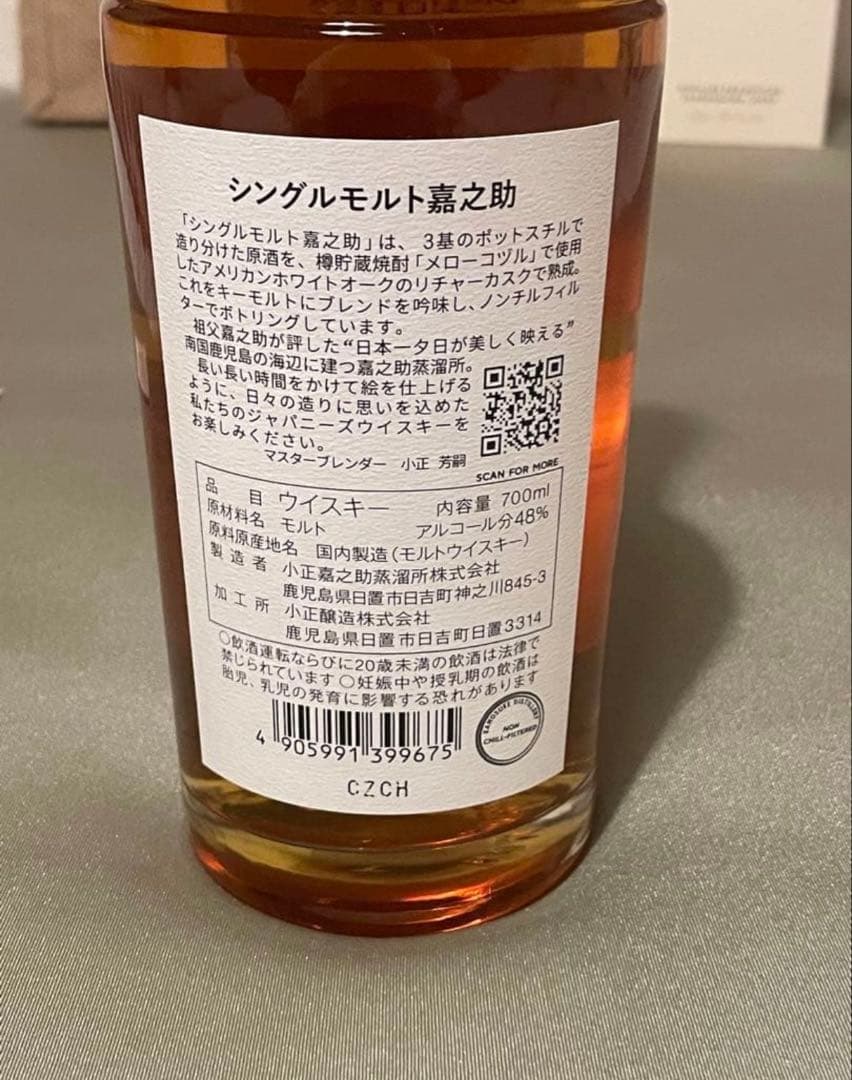 シングルモルト嘉之助
「シングルモルト嘉之助」は、3基のポットスチルで
造り分けた原酒を、樽貯蔵焼酎「メローコヅル」で使用
したアメリカンホワイトオークのリチャーカスクで熟成。
これをキーモルトにブレンドを吟味し、ノンチルフィル
ターでボトリングしています。
祖父嘉之助が評した“日本一夕日が美しく映える”
南国鹿児島の海辺に建つ嘉之助蒸溜所。
長い長い時間をかけて絵を仕上げる
ように、日々の造りに思いを込めた
私たちのジャパニーズウイスキーを
お楽しみください。
マスターブレンダー 小正 芳嗣
SCAN FOR MORE
品目 ウイスキー 内容量 700ml
原材料名 モルト アルコール分48%
原料原産地名 国内製造(モルトウイスキー)
製造者 小正嘉之助蒸溜所株式会社
鹿児島県日置市日吉町神之川845-3
加工所 小正醸造株式会社
鹿児島県日置市日吉町日置3314
○飲酒運転ならびに20歳未満の飲酒は法律で
禁じられています ○妊娠中や授乳期の飲酒は
胎児、乳児の発育に影響する恐れがあります
KANOSUKE DISTILLERY
NON
CHILL-FILTERED
4 905991 399675
CZCH